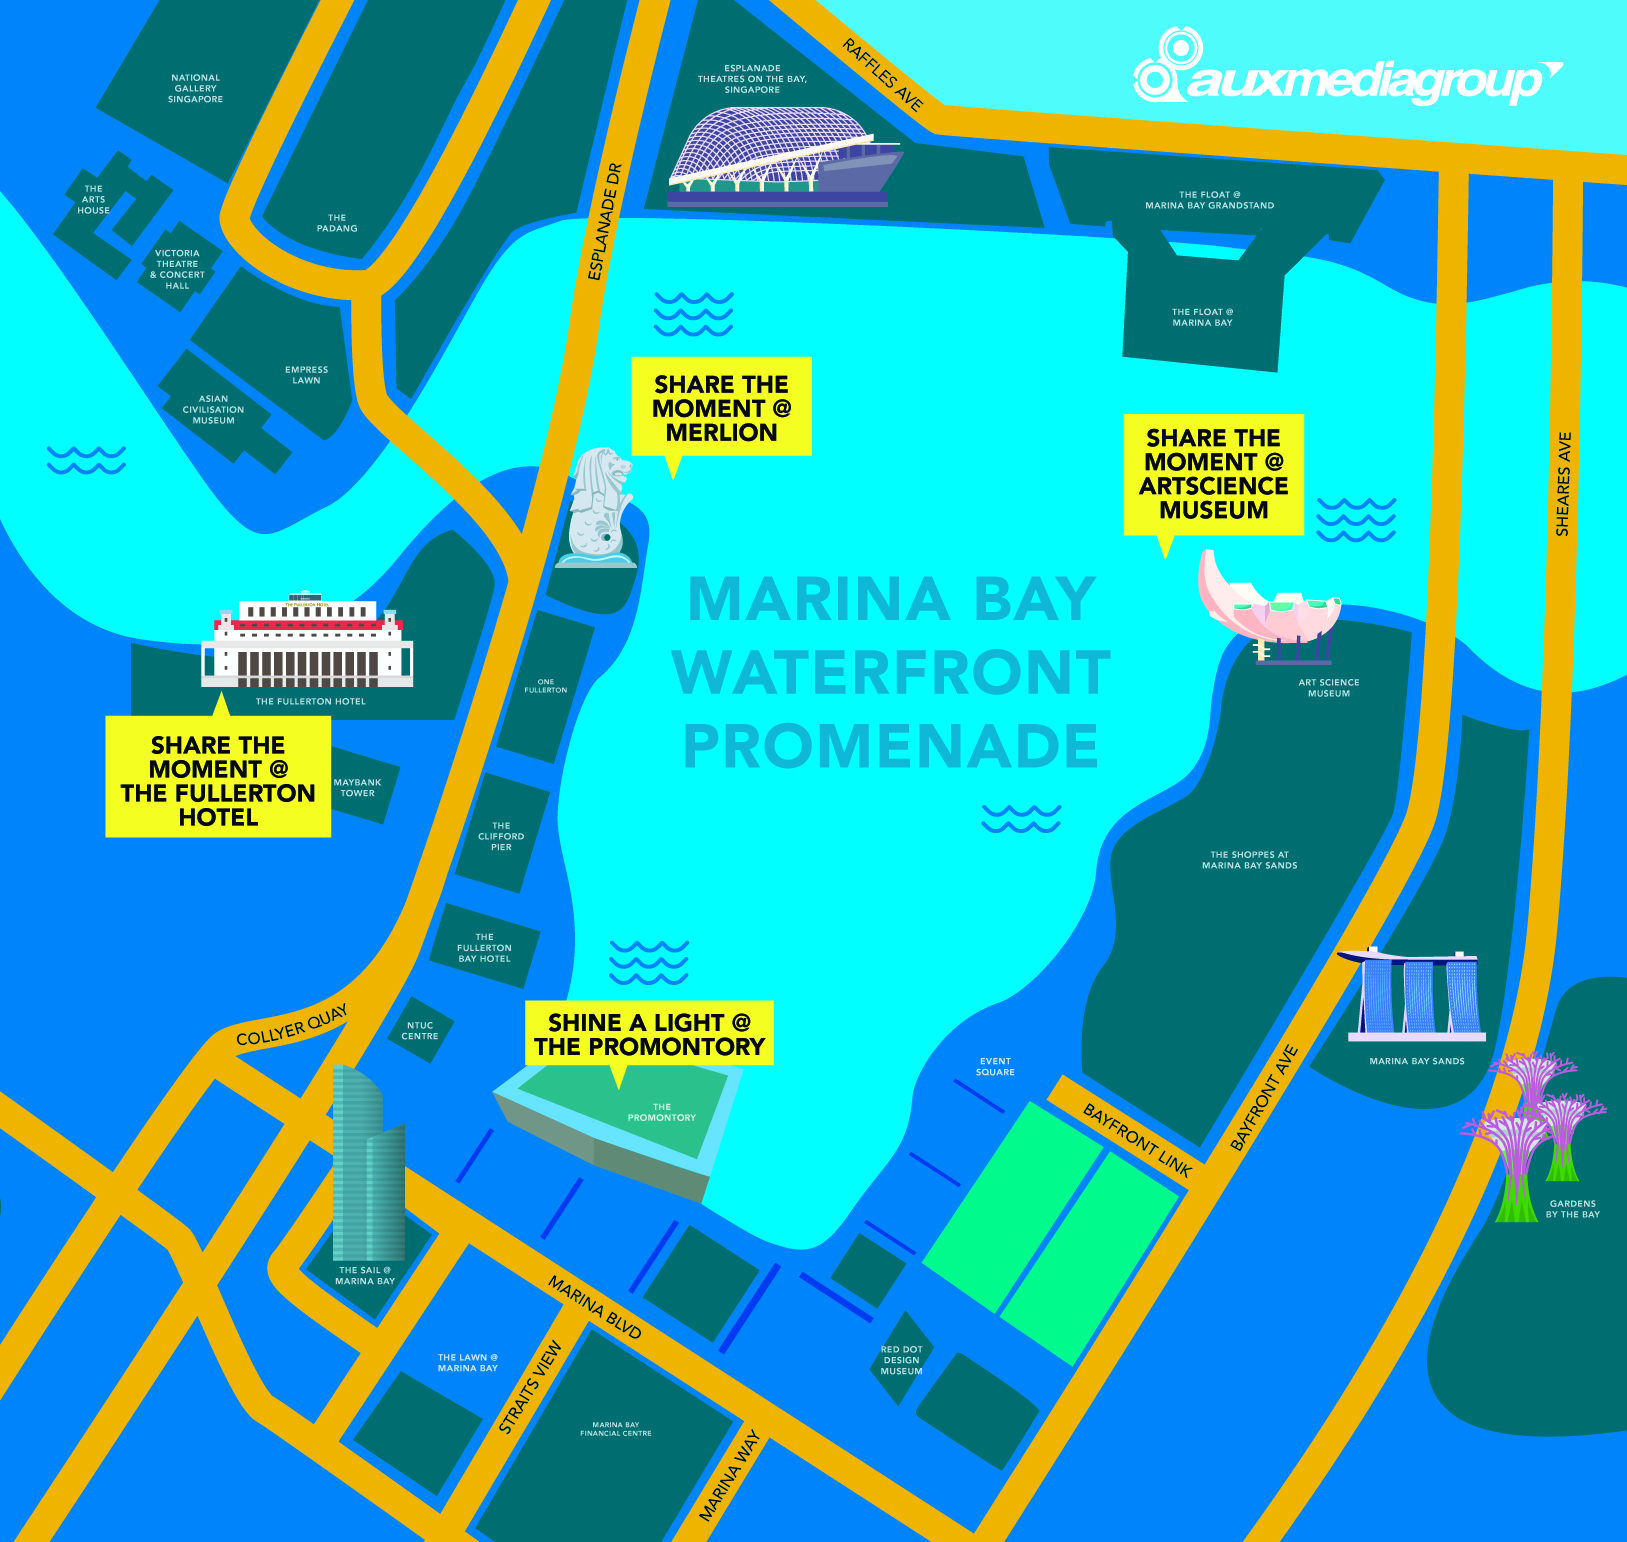 auxmediagroup
RAFFLES AVE
ESPLANADE
THEATRES ON THE BAY,
SINGAPORE
NATIONAL
GALLERY
SINGAPORE
THE
ARTS
HOUSE
THE
PADANG
VICTORIA
THEATRE
& CONCERT
HALL
ESPLANADE DR
THE FLOAT @
MARINA BAY GRANDSTAND
THE FLOAT @
MARINA BAY
EMPRESS
LAWN
ASIAN
CIVILISATION
MUSEUM
SHARE THE
MOMENT @
MERLION
SHARE THE
MOMENT @
ARTSCIENCE
MUSEUM
SHEARES AVE
MARINA BAY
WATERFRONT
PROMENADE
THE FULLERTON HOTEL
THE FULLERTON HOTEL
ONE
FULLERTON
ART SCIENCE
MUSEUM
SHARE THE
MOMENT @
THE FULLERTON
HOTEL
MAYBANK
TOWER
THE
CLIFFORD
PIER
THE SHOPPES AT
MARINA BAY SANDS
THE
FULLERTON
BAY HOTEL
COLLYER QUAY
NTUC
CENTRE
SHINE A LIGHT @
THE PROMONTORY
THE
PROMONTORY
EVENT
SQUARE
MARINA BAY SANDS
BAYFRONT LINK
BAYFRONT AVE
GARDENS
BY THE BAY
THE SAIL @
MARINA BAY
MARINA BLVD
THE LAWN @
MARINA BAY
STRAITS VIEW
RED DOT
DESIGN
MUSEUM
MARINA BAY
FINANCIAL CENTRE
MARINA WAY